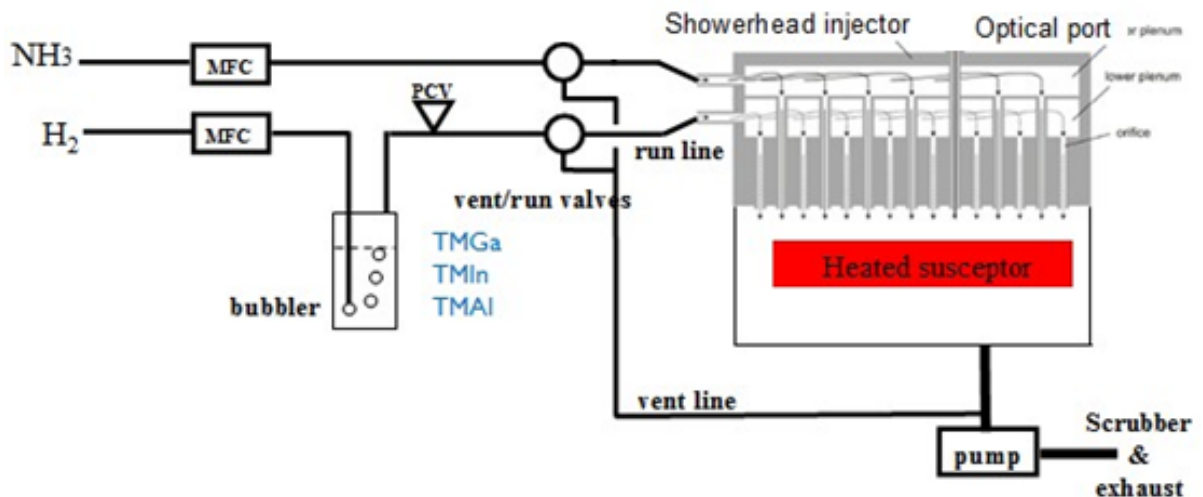 Showerhead injector
Optical port
r plenum
NH3
MFC
lower plenum
PCV
H2
MFC
orifice
run line
vent/run valves
TMGa
TMIn
TMAl
bubbler
Heated susceptor
vent line
pump
Scrubber
&
exhaust